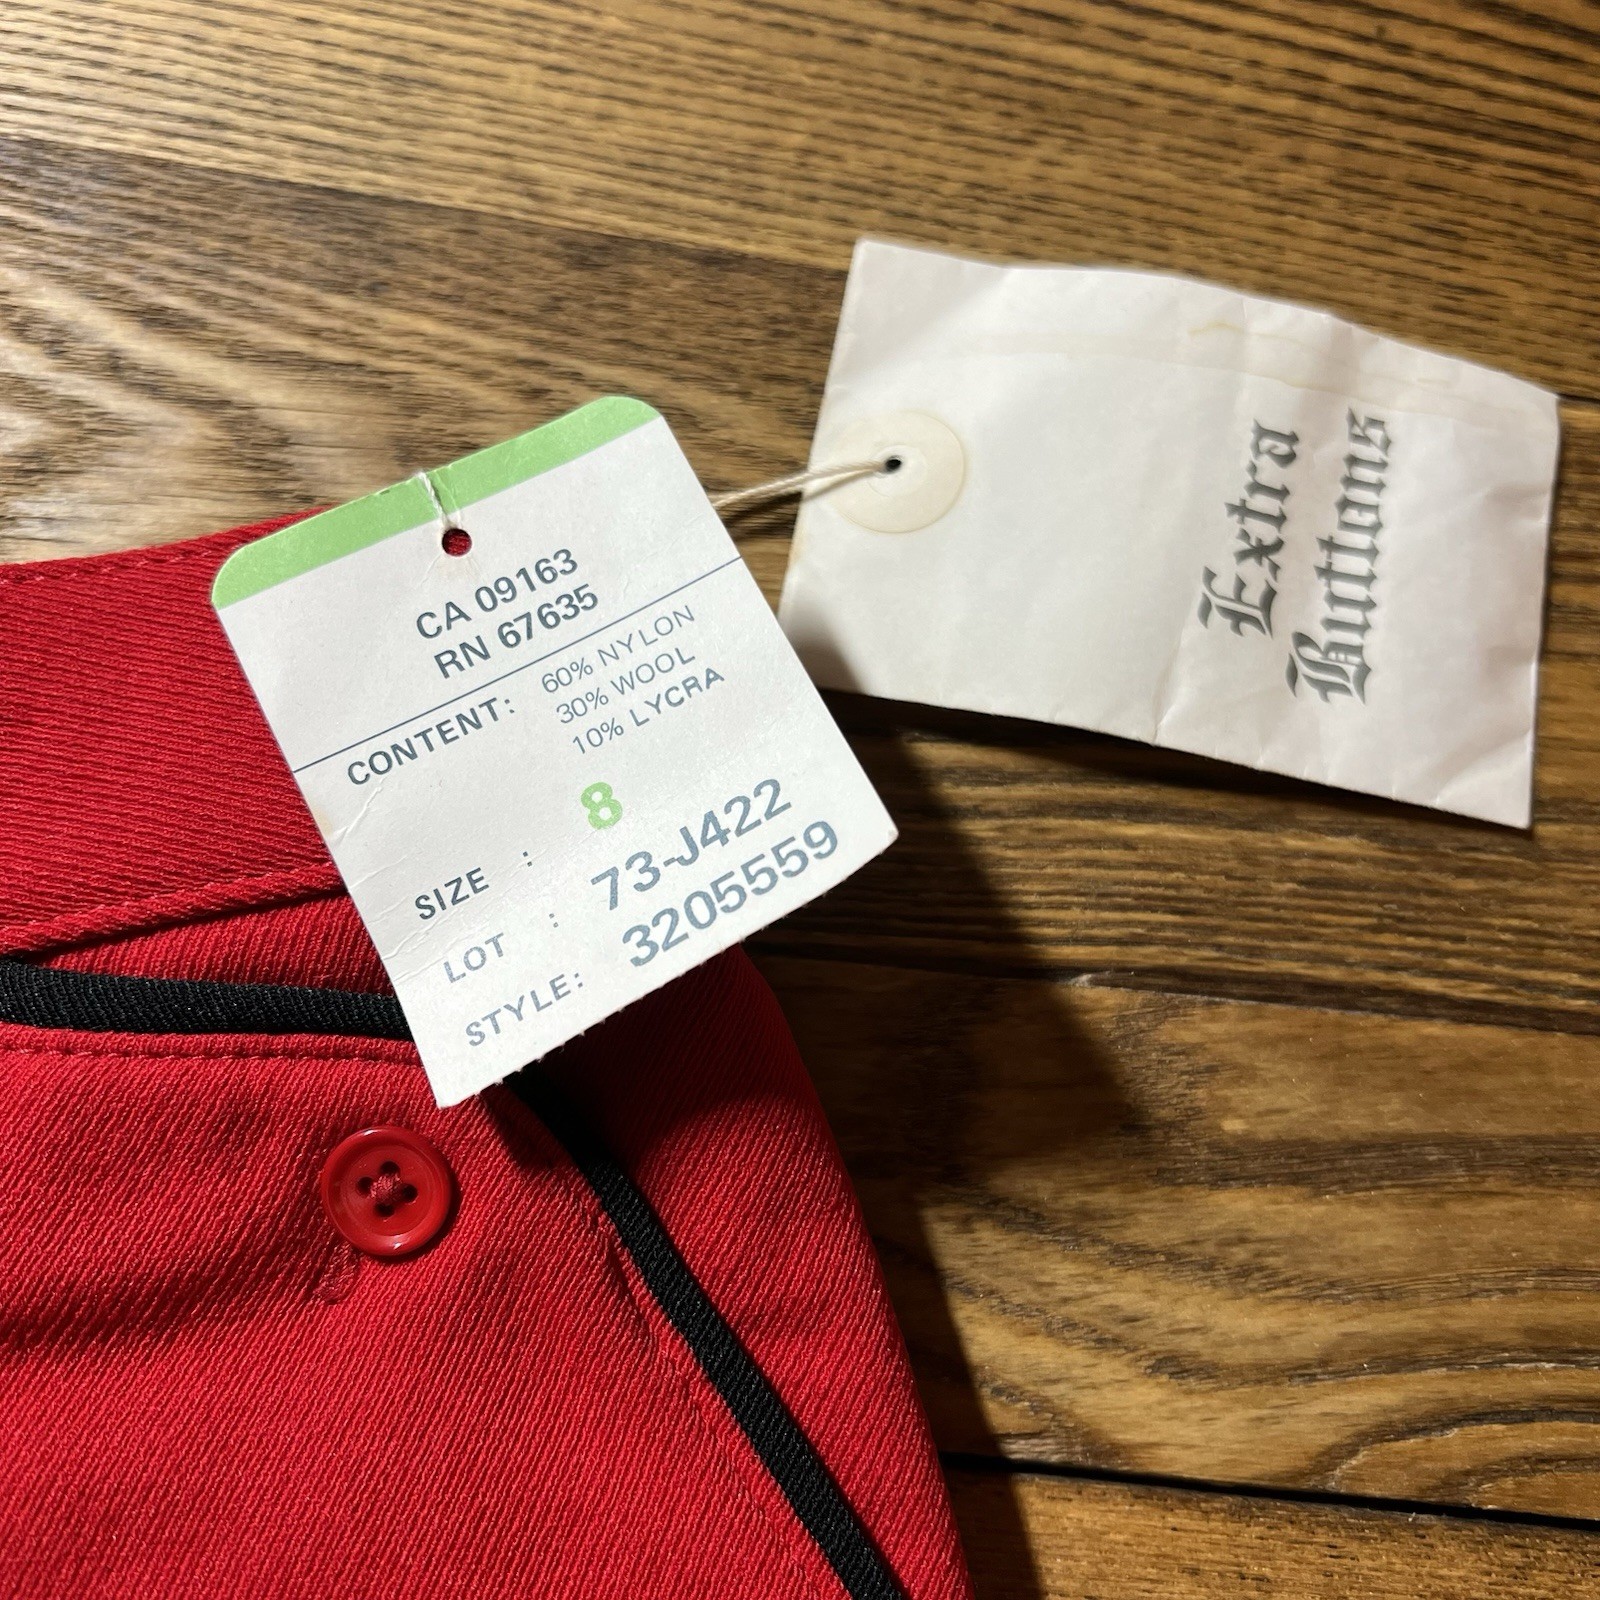 CA 09163
RN 67635
CONTENT: 60% NYLON
30% WOOL
10% LYCRA
SIZE : 8
LOT : 73-J422
STYLE: 3205559
Extra
Buttons